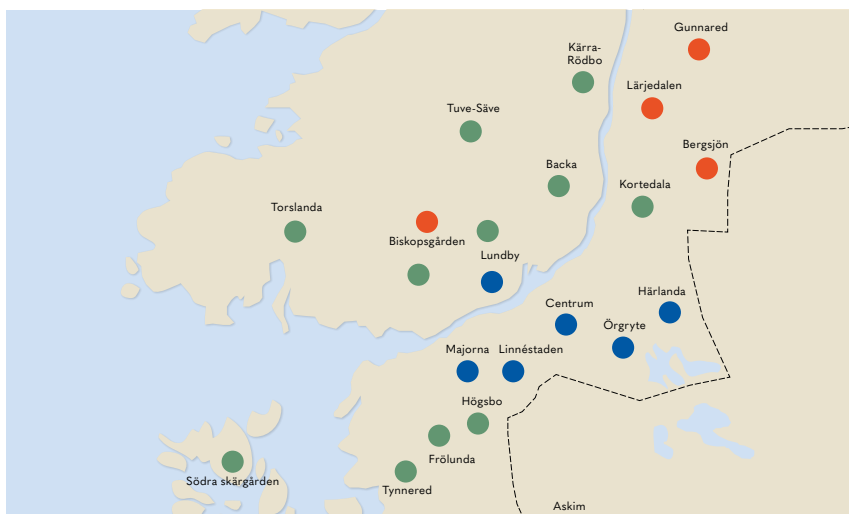 Gunnared
Kärra-
Rödbo
Lärjedalen
Tuve-Säve
Bergsjön
Backa
Kortedala
Torslanda
Biskopsgården
Lundby
Härlanda
Centrum
Örgryte
Majorna
Linnéstaden
Högsbo
Frölunda
Södra skärgården
Tynnered
Askim